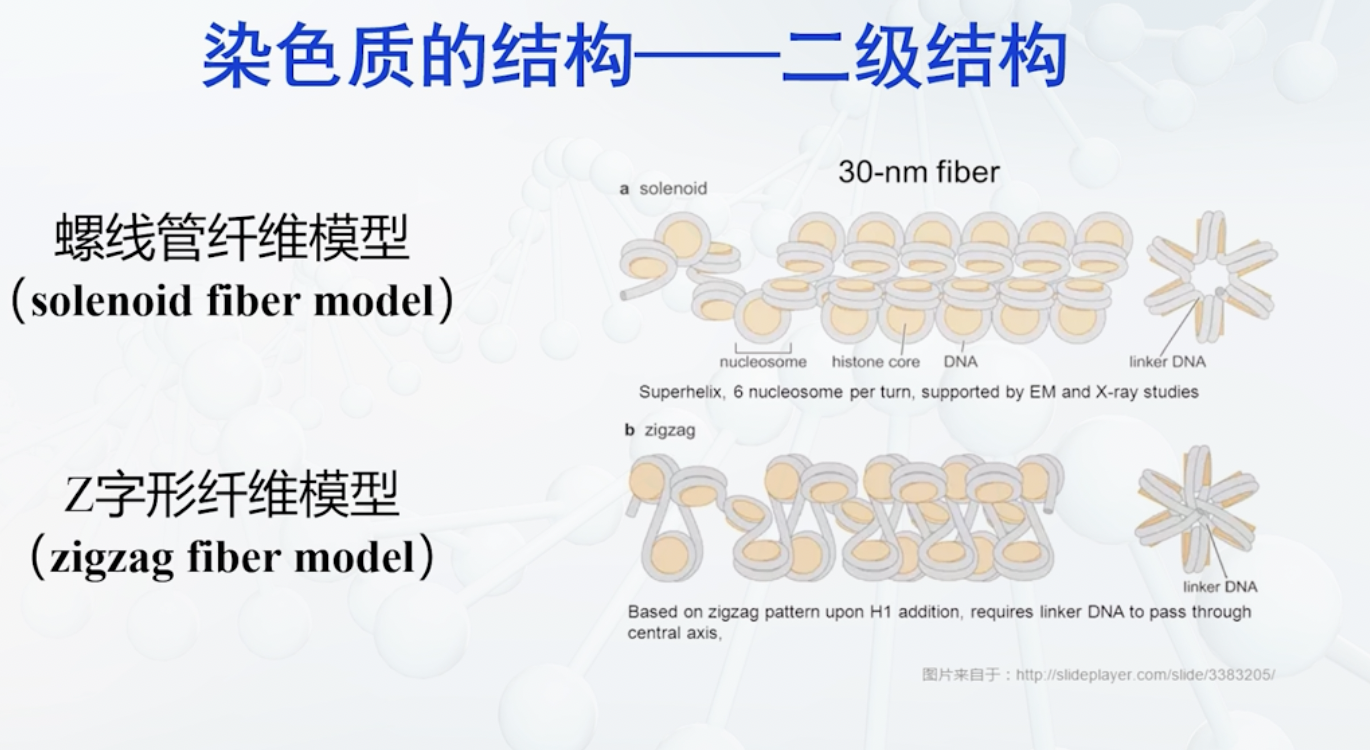 染色质的结构——二级结构
螺线管纤维模型
（solenoid fiber model）
30-nm fiber
a solenoid
nucleosome histone core DNA linker DNA
Superhelix, 6 nucleosome per turn, supported by EM and X-ray studies
Z字形纤维模型
（zigzag fiber model）
b zigzag
linker DNA
Based on zigzag pattern upon H1 addition, requires linker DNA to pass through
central axis,
图片来自于：http://slideplayer.com/slide/3383205/